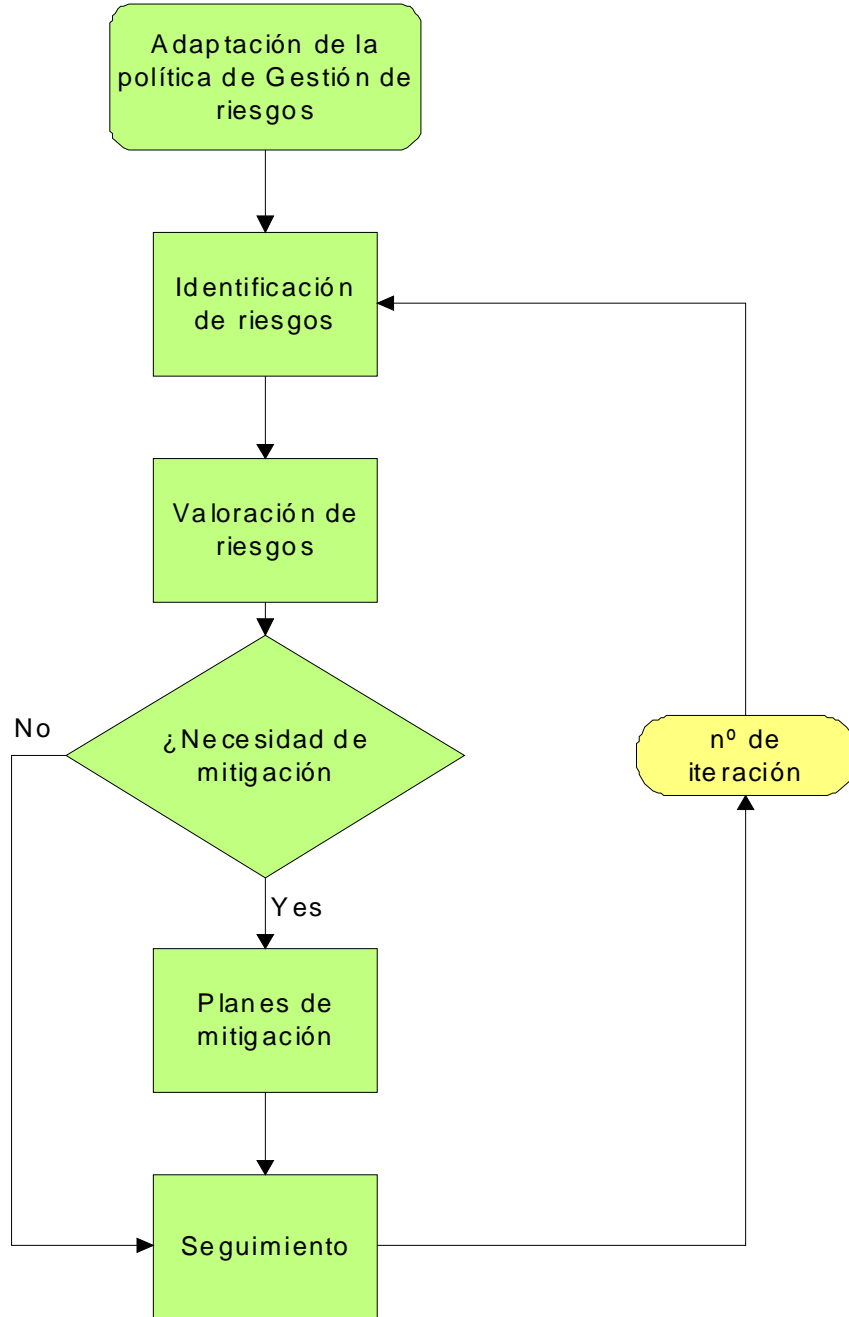 Adaptación de la
política de Gestión de
riesgos
Identificación
de riesgos
Valoración de
riesgos
No
¿Necesidad de
mitigación
nº de
iteración
Yes
Planes de
mitigación
Seguimiento